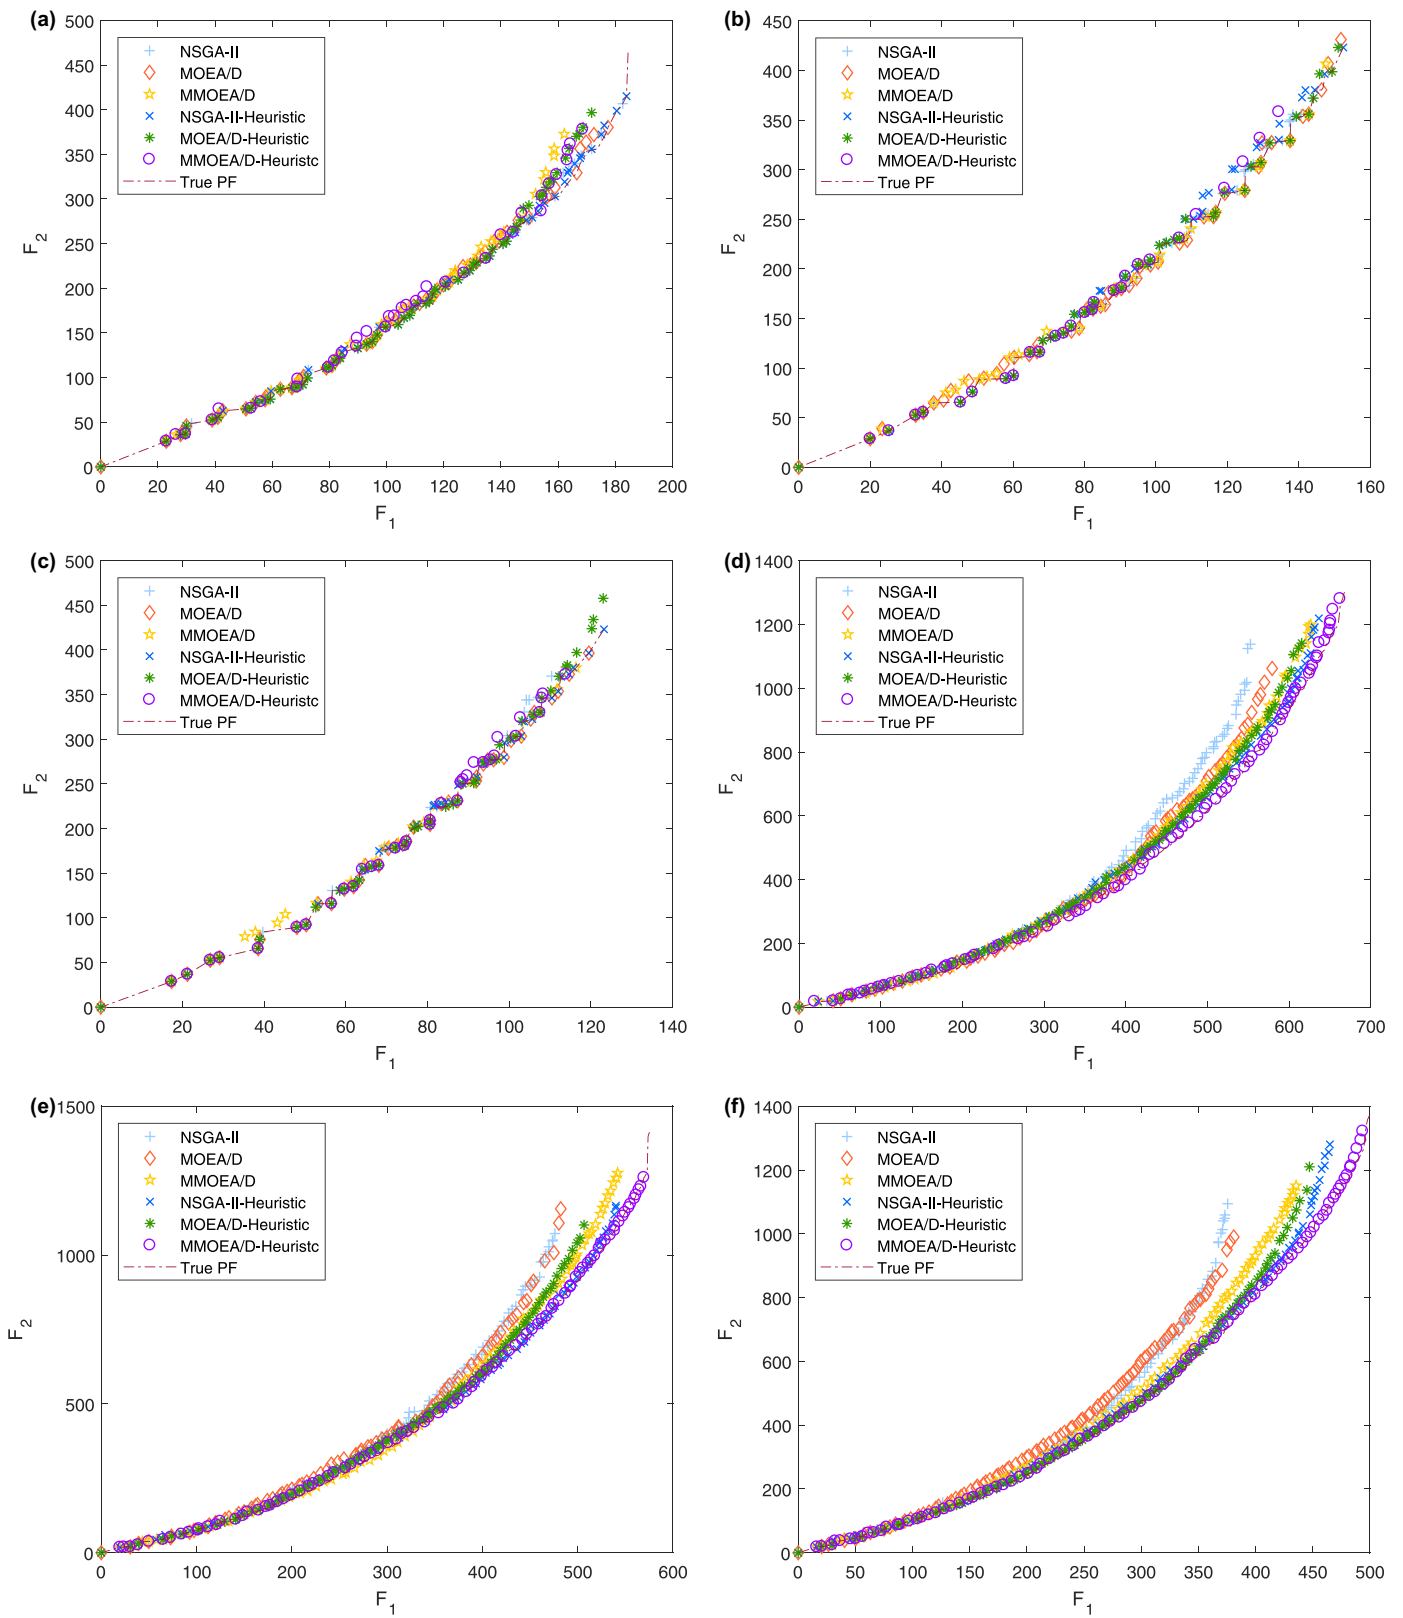 (a)
500
450
400
350
300
250
200
150
100
50
0
F2
NSGA-II
MOEA/D
MMOEA/D
NSGA-II-Heuristic
MOEA/D-Heuristic
MMOEA/D-Heuristc
True PF
0 20 40 60 80 100 120 140 160 180 200
F1
(b)
450
400
350
300
250
200
150
100
50
0
F2
NSGA-II
MOEA/D
MMOEA/D
NSGA-II-Heuristic
MOEA/D-Heuristic
MMOEA/D-Heuristc
True PF
0 20 40 60 80 100 120 140 160
F1
(c)
500
450
400
350
300
250
200
150
100
50
0
F2
NSGA-II
MOEA/D
MMOEA/D
NSGA-II-Heuristic
MOEA/D-Heuristic
MMOEA/D-Heuristc
True PF
0 20 40 60 80 100 120 140
F1
(d)
1400
1200
1000
800
600
400
200
0
F2
NSGA-II
MOEA/D
MMOEA/D
NSGA-II-Heuristic
MOEA/D-Heuristic
MMOEA/D-Heuristc
True PF
0 100 200 300 400 500 600 700
F1
(e)
1500
1000
500
0
F2
NSGA-II
MOEA/D
MMOEA/D
NSGA-II-Heuristic
MOEA/D-Heuristic
MMOEA/D-Heuristc
True PF
0 100 200 300 400 500 600
F1
(f)
1400
1200
1000
800
600
400
200
0
F2
NSGA-II
MOEA/D
MMOEA/D
NSGA-II-Heuristic
MOEA/D-Heuristic
MMOEA/D-Heuristc
True PF
0 50 100 150 200 250 300 350 400 450 500
F1